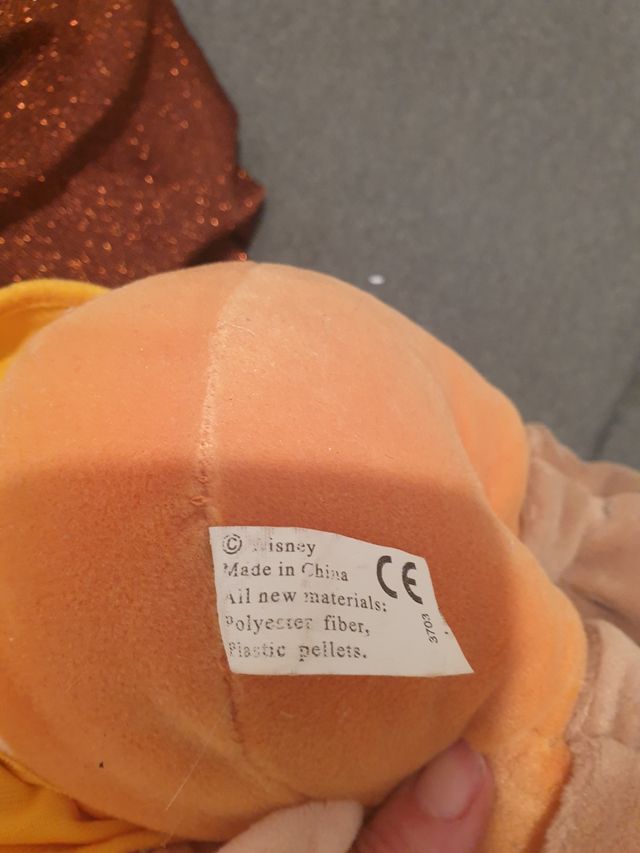 © Disney
Made in China
All new materials:
Polyester fiber,
Plastic pellets.
CE
3703